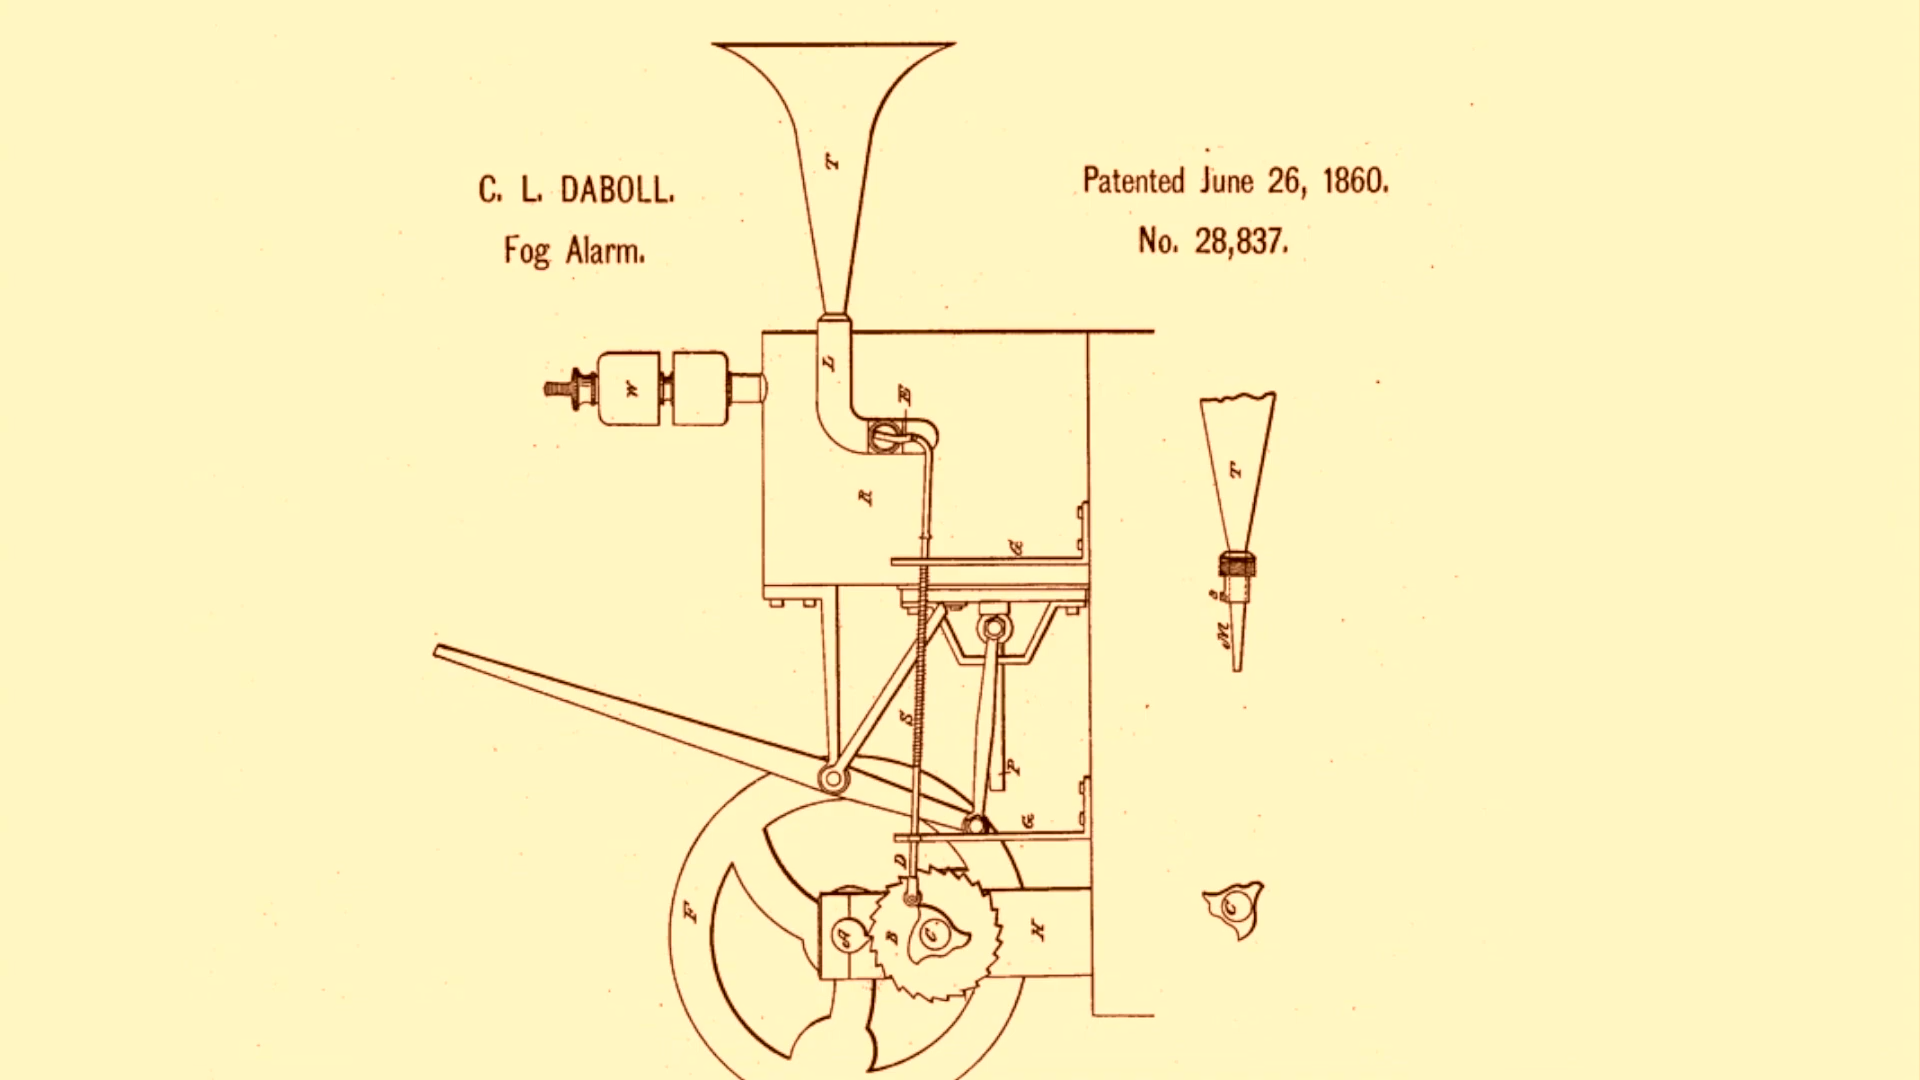 C. L. DABOLL.
Fog Alarm.
Patented June 26, 1860.
No. 28,837.
T
L
W
E
R
G
T
S
M
S
P
G
D
F
A
B
C
H
C